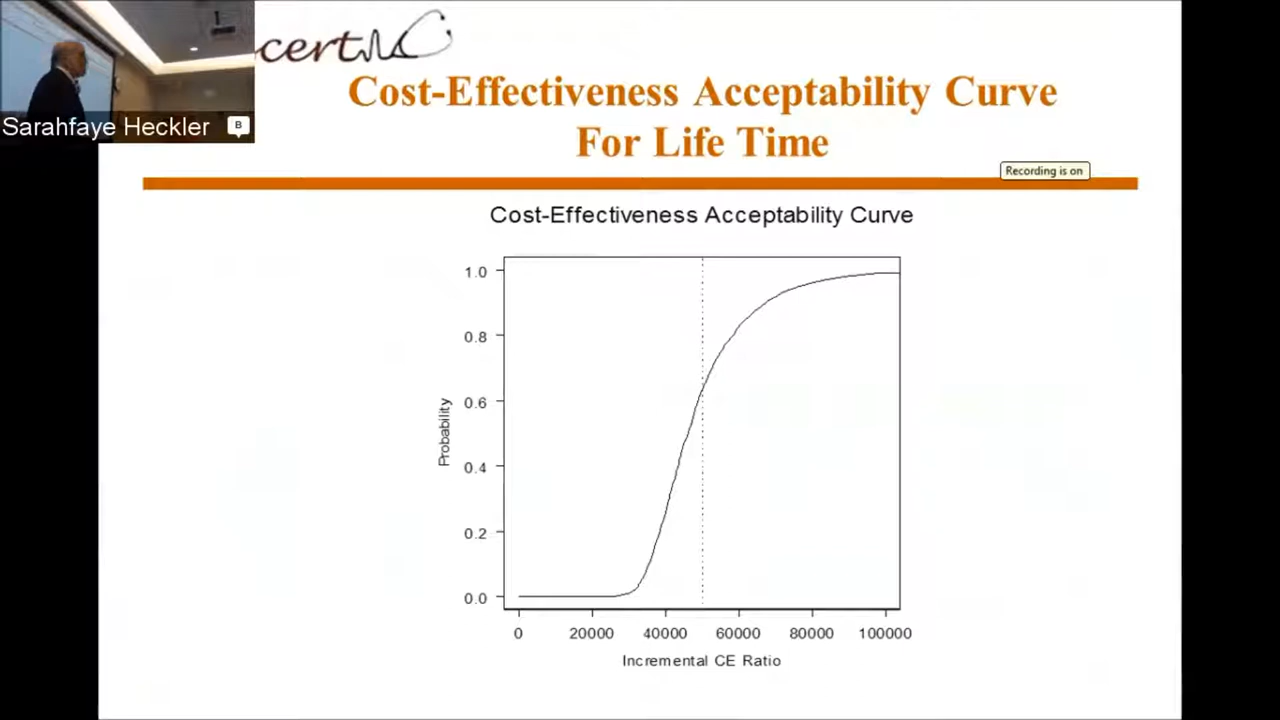 certMC
Cost-Effectiveness Acceptability Curve
For Life Time
Sarahfaye Heckler
B
Recording is on
Cost-Effectiveness Acceptability Curve
1.0
0.8
0.6
0.4
0.2
0.0
Probability
0 20000 40000 60000 80000 100000
Incremental CE Ratio